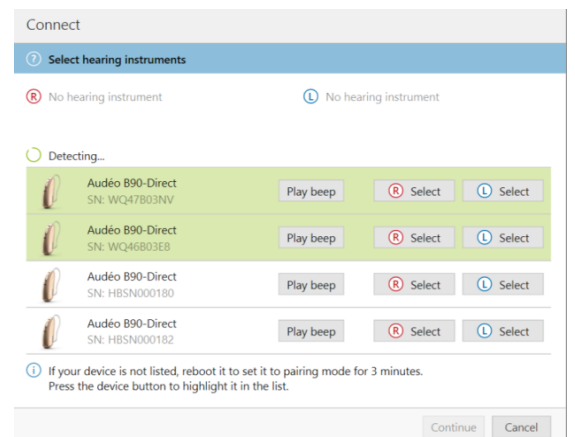 Connect
? Select hearing instruments
R No hearing instrument L No hearing instrument
Detecting...
Audéo B90-Direct
SN: WQ47B03NV
Play beep R Select L Select
Audéo B90-Direct
SN: WQ46B03E8
Play beep R Select L Select
Audéo B90-Direct
SN: HBSN000180
Play beep R Select L Select
Audéo B90-Direct
SN: HBSN000182
Play beep R Select L Select
i If your device is not listed, reboot it to set it to pairing mode for 3 minutes.
Press the device button to highlight it in the list.
Continue Cancel